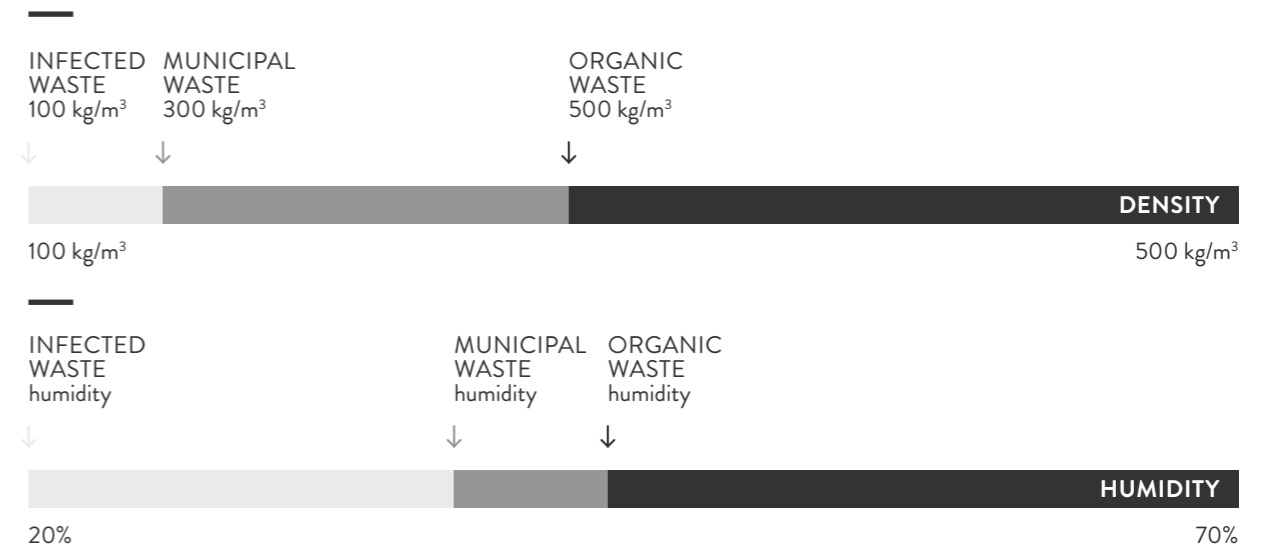 INFECTED WASTE 100 kg/m³
MUNICIPAL WASTE 300 kg/m³
ORGANIC WASTE 500 kg/m³
DENSITY
100 kg/m³
500 kg/m³
INFECTED WASTE humidity
MUNICIPAL WASTE humidity
ORGANIC WASTE humidity
HUMIDITY
20%
70%